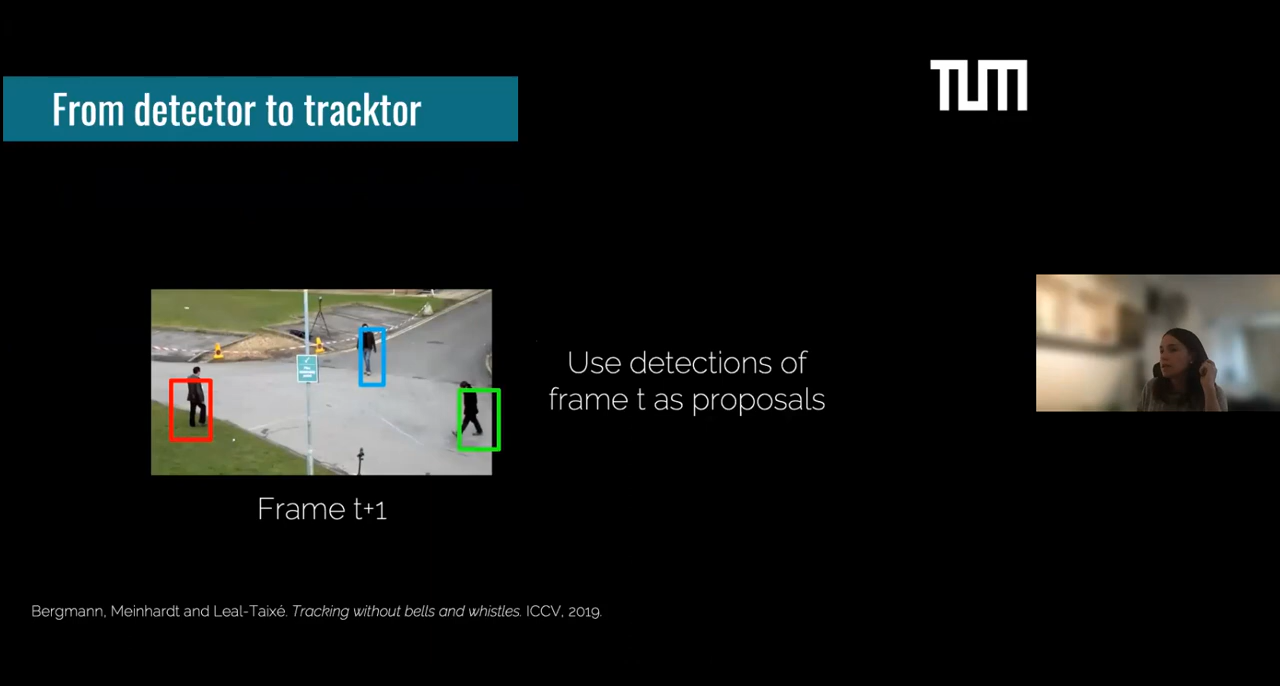 From detector to tracktor
TUM
Use detections of
frame t as proposals
Frame t+1
Bergmann, Meinhardt and Leal-Taixé. Tracking without bells and whistles. ICCV, 2019.